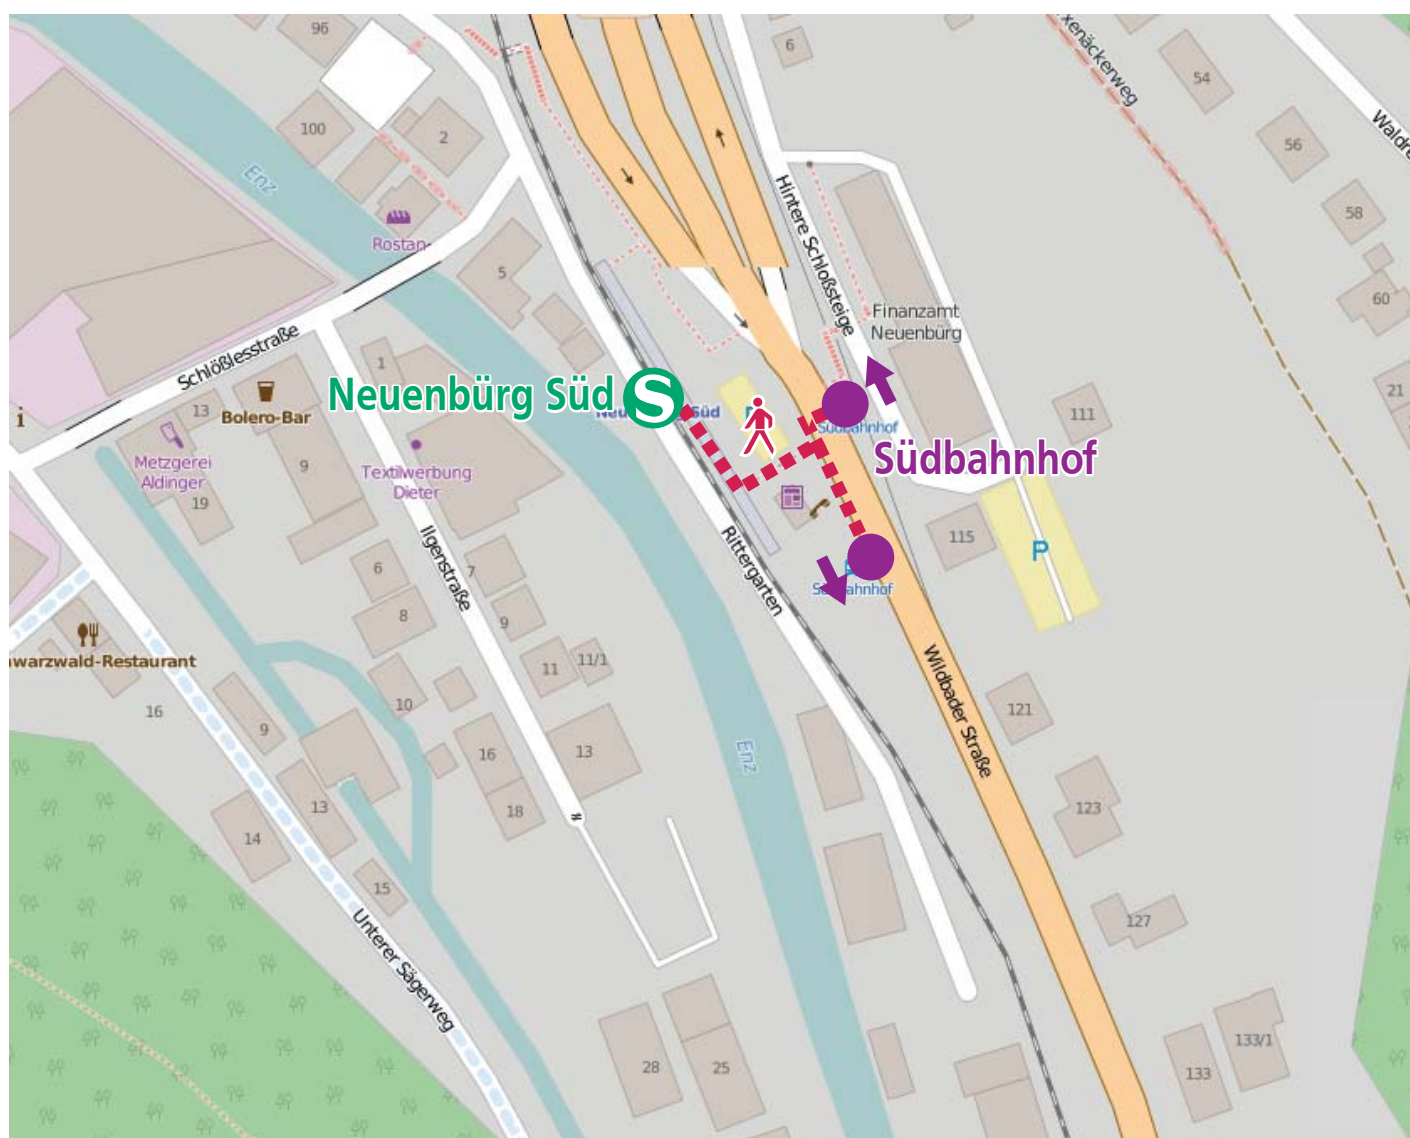 96
6
54
100
2
56
Enz
58
Rostan-
5
60
Hintere Schloßsteige
Finanzamt
Neuenbürg
Schlößlesstraße
1
21
Neuenbürg Süd
S
Bolero-Bar
13
i
111
Südbahnhof
Südbahnhof
Metzgerei
Aldinger
9
Textilwerbung
Dieter
19
115
P
Ilgenstraße
Rittergarten
6
7
Südbahnhof
8
9
warzwald-Restaurant
11
11/1
16
10
121
9
Wildbader Straße
16
13
Enz
13
18
123
14
15
127
Unterer Sägerweg
133/1
28
25
133